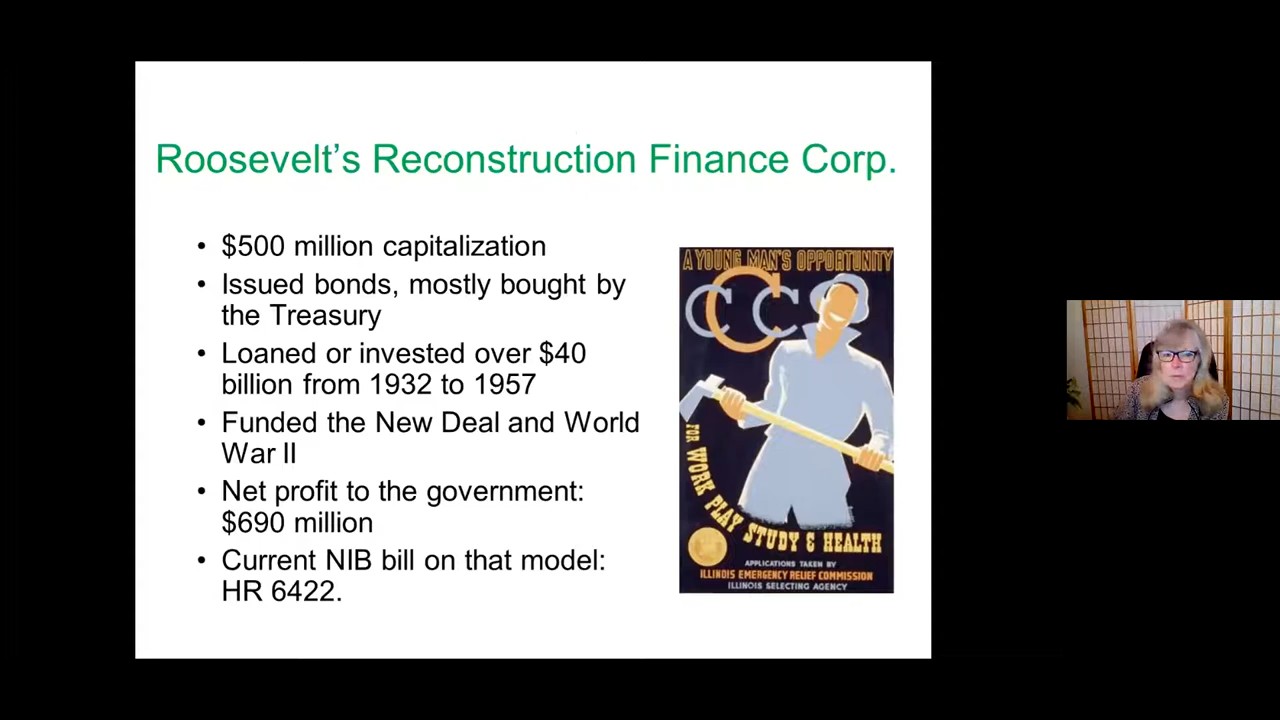 Roosevelt’s Reconstruction Finance Corp.
• $500 million capitalization
• Issued bonds, mostly bought by
the Treasury
• Loaned or invested over $40
billion from 1932 to 1957
• Funded the New Deal and World
War II
• Net profit to the government:
$690 million
• Current NIB bill on that model:
HR 6422.
A YOUNG MAN'S OPPORTUNITY
CCC
FOR WORK PLAY STUDY & HEALTH
APPLICATIONS TAKEN BY
ILLINOIS EMERGENCY RELIEF COMMISSION
ILLINOIS SELECTING AGENCY